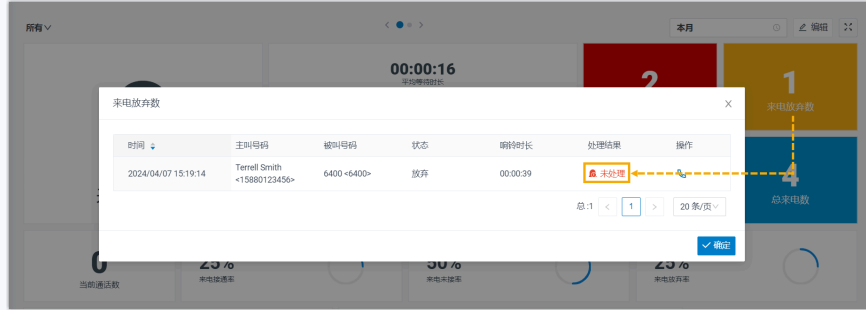 所有
本月
编辑
00:00:16
平均等待时长
2
1
来电放弃数
来电放弃数
时间 主叫号码 被叫号码 状态 响铃时长 处理结果 操作
2024/04/07 15:19:14 Terrell Smith <15880123456> 6400 <6400> 放弃 00:00:39 未处理
总:1 < 1 > 20 条/页
确定
4
总来电数
0
当前通话数
25%
来电接通率
50%
来电未接率
25%
来电放弃率